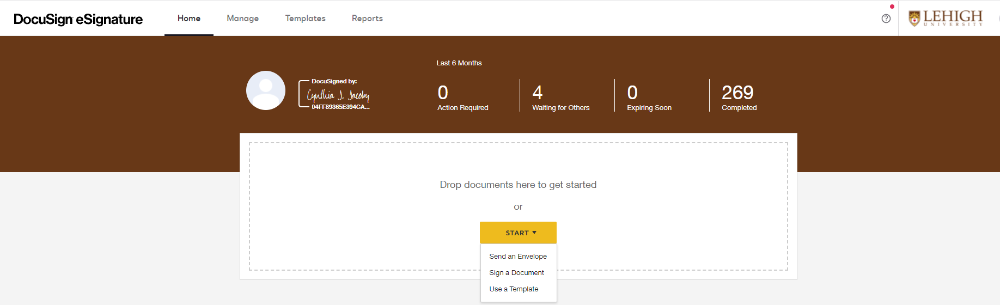 DocuSign eSignature
Home
Manage
Templates
Reports
LEHIGH
UNIVERSITY
Last 6 Months
DocuSigned by:
Cynthia J. Jacoby
04FF89365E394CA...
0
Action Required
4
Waiting for Others
0
Expiring Soon
269
Completed
Drop documents here to get started
or
START
Send an Envelope
Sign a Document
Use a Template